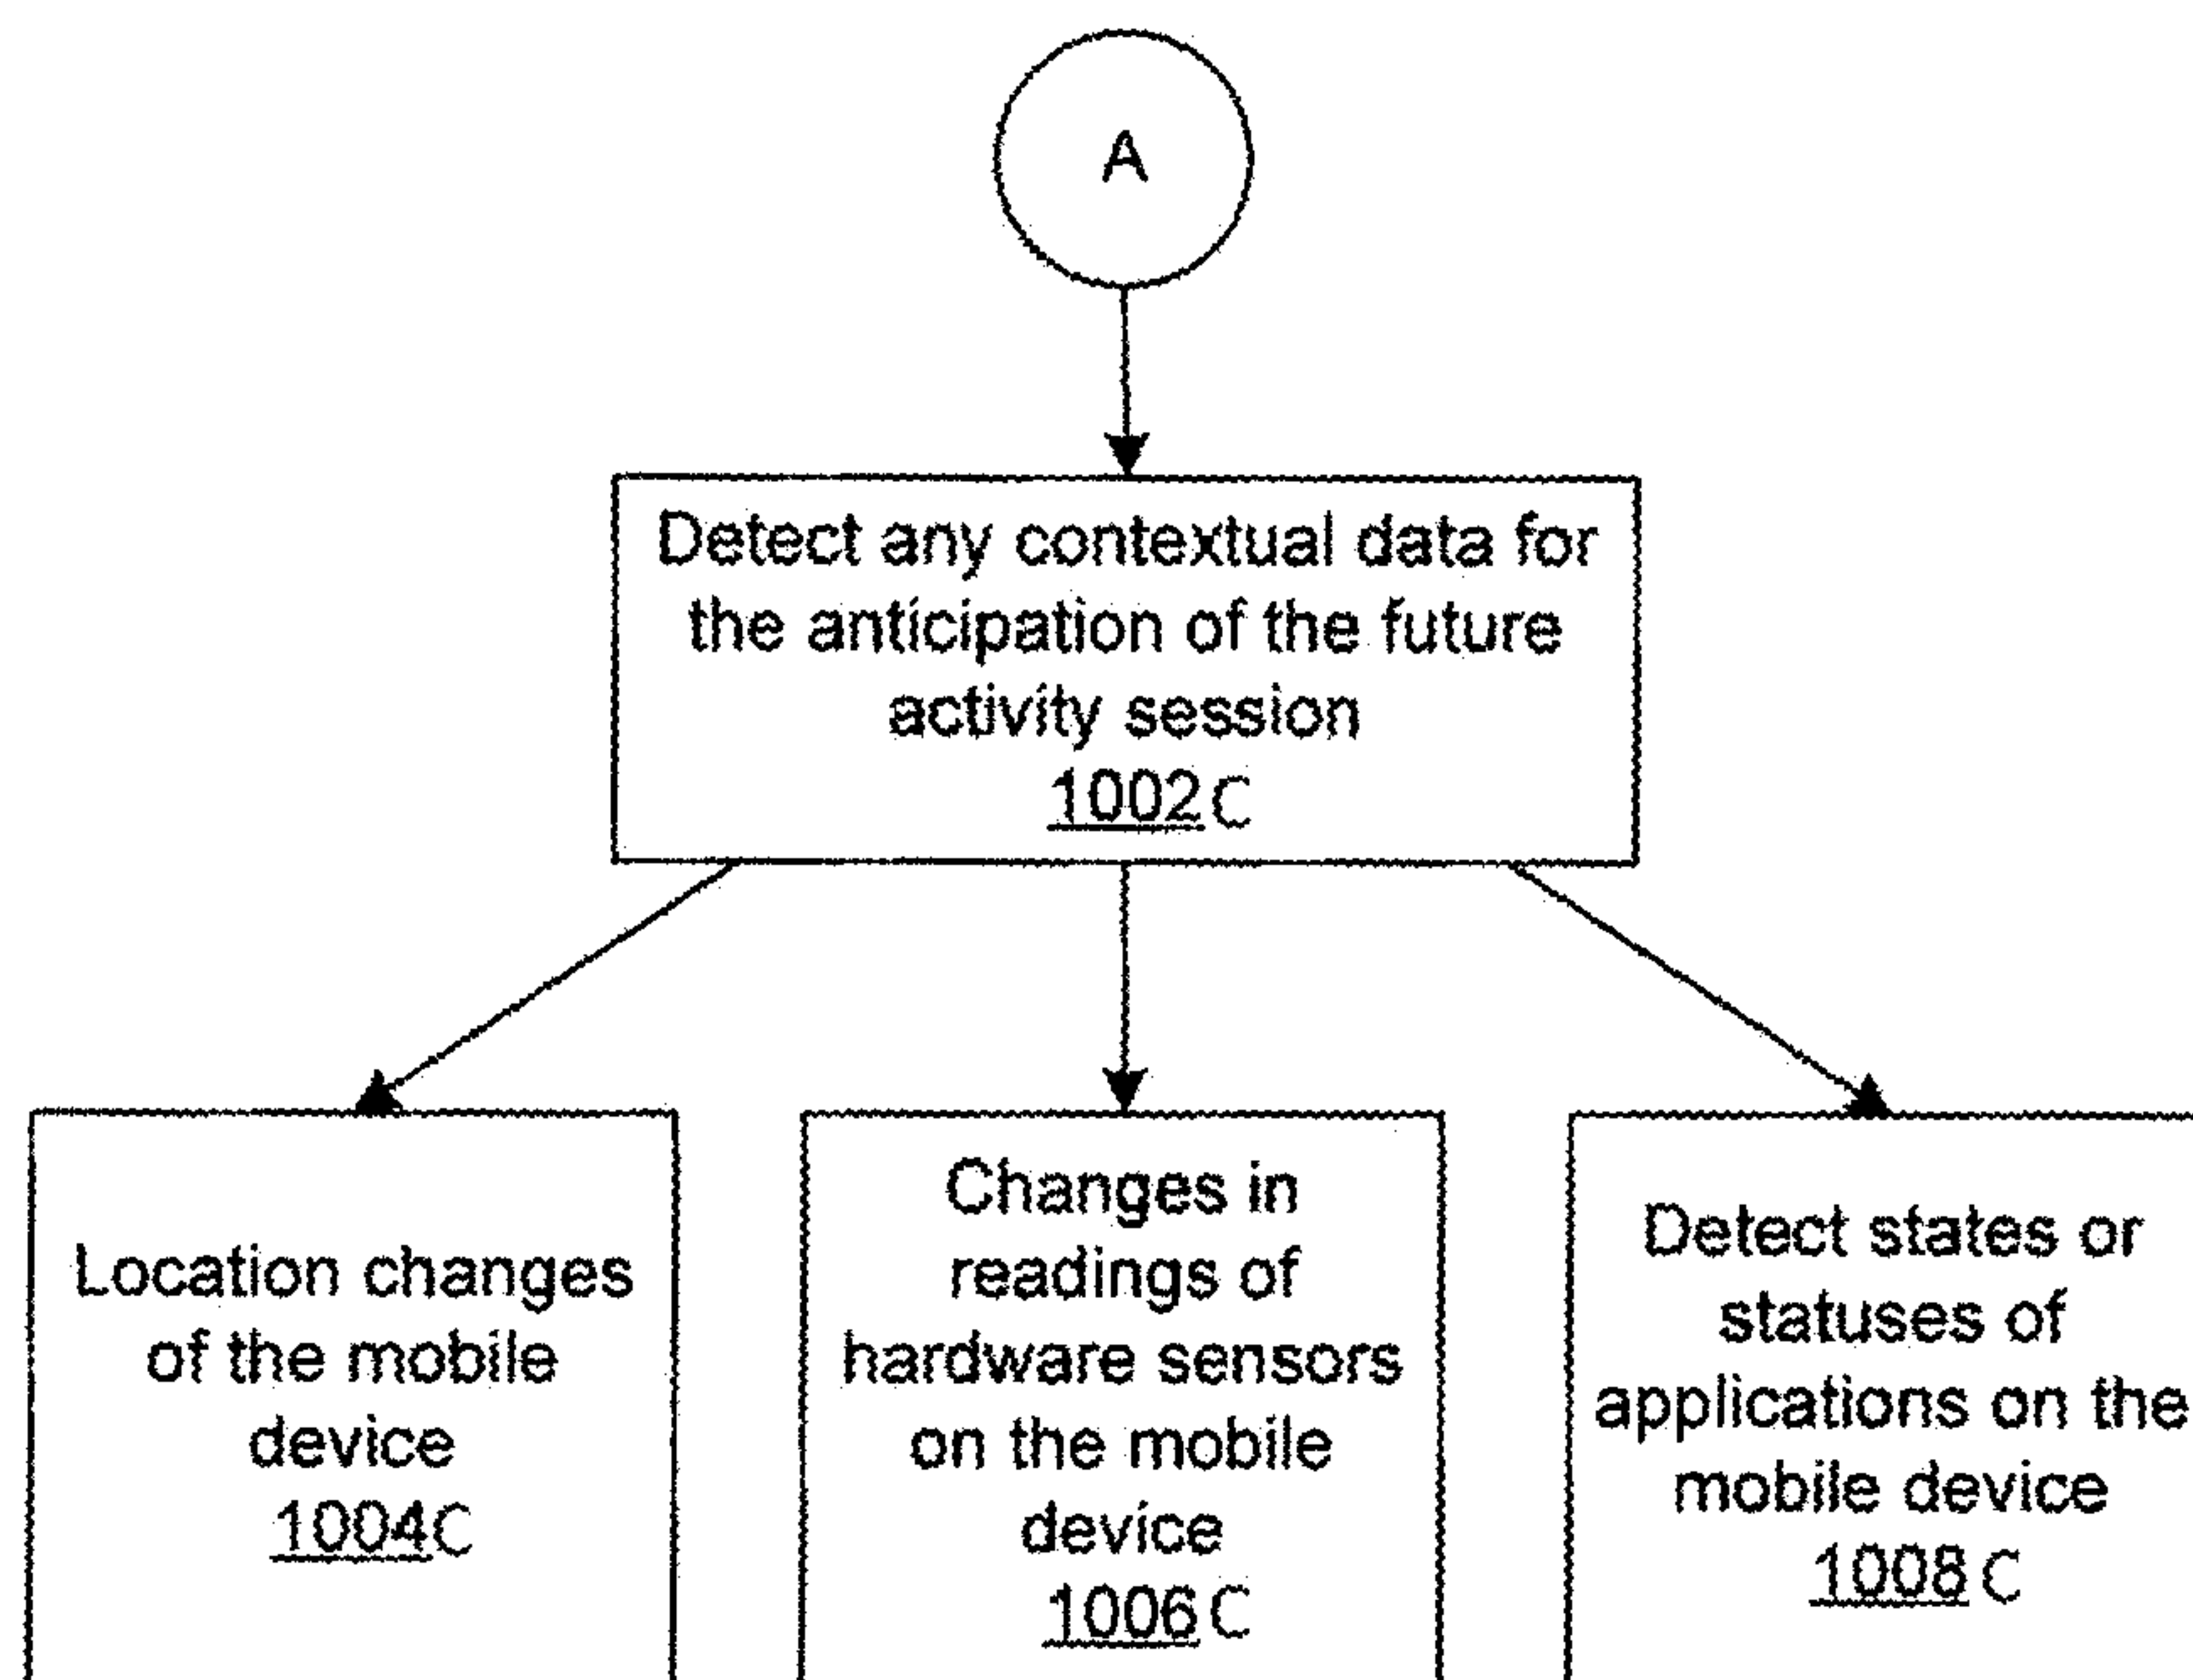 A
Detect any contextual data for
the anticipation of the future
activity session
1002C
Location changes
of the mobile
device
1004C
Changes in
readings of
hardware sensors
on the mobile
device
1006C
Detect states or
statuses of
applications on the
mobile device
1008C